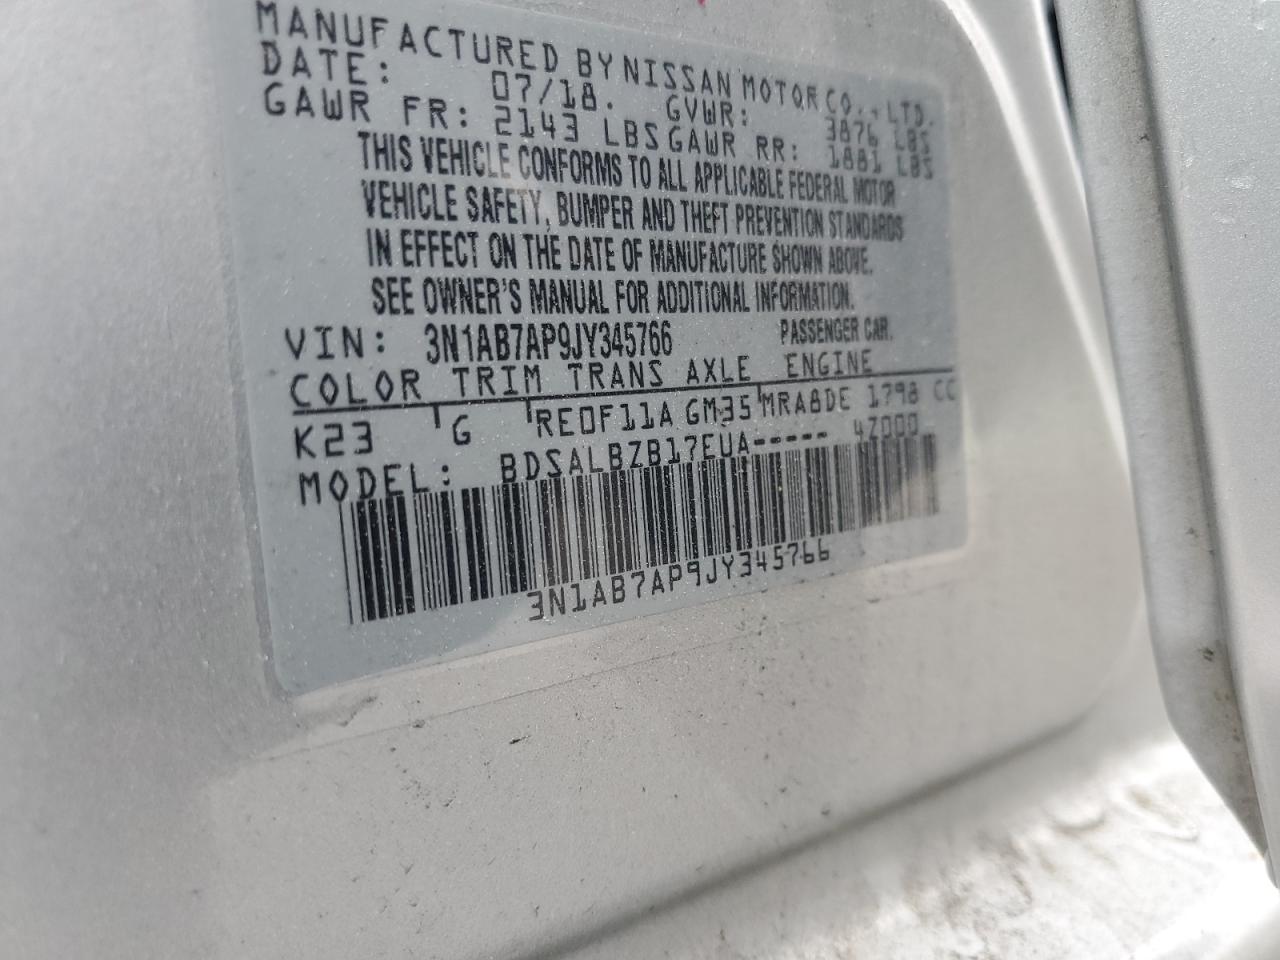 MANUFACTURED BY NISSAN MOTOR CO., LTD.
DATE: 07/18. GVWR: 3876 LBS
GAWR FR: 2143 LBS GAWR RR: 1881 LBS
THIS VEHICLE CONFORMS TO ALL APPLICABLE FEDERAL MOTOR
VEHICLE SAFETY, BUMPER AND THEFT PREVENTION STANDARDS
IN EFFECT ON THE DATE OF MANUFACTURE SHOWN ABOVE.
SEE OWNER'S MANUAL FOR ADDITIONAL INFORMATION.
VIN: 3N1AB7AP9JY345766 PASSENGER CAR.
COLOR TRIM TRANS AXLE ENGINE
K23 G RE0F11A GM35 MRA8DE 1798 CC
MODEL: BDSALBZB17EUA----- 4Z000
3N1AB7AP9JY345766